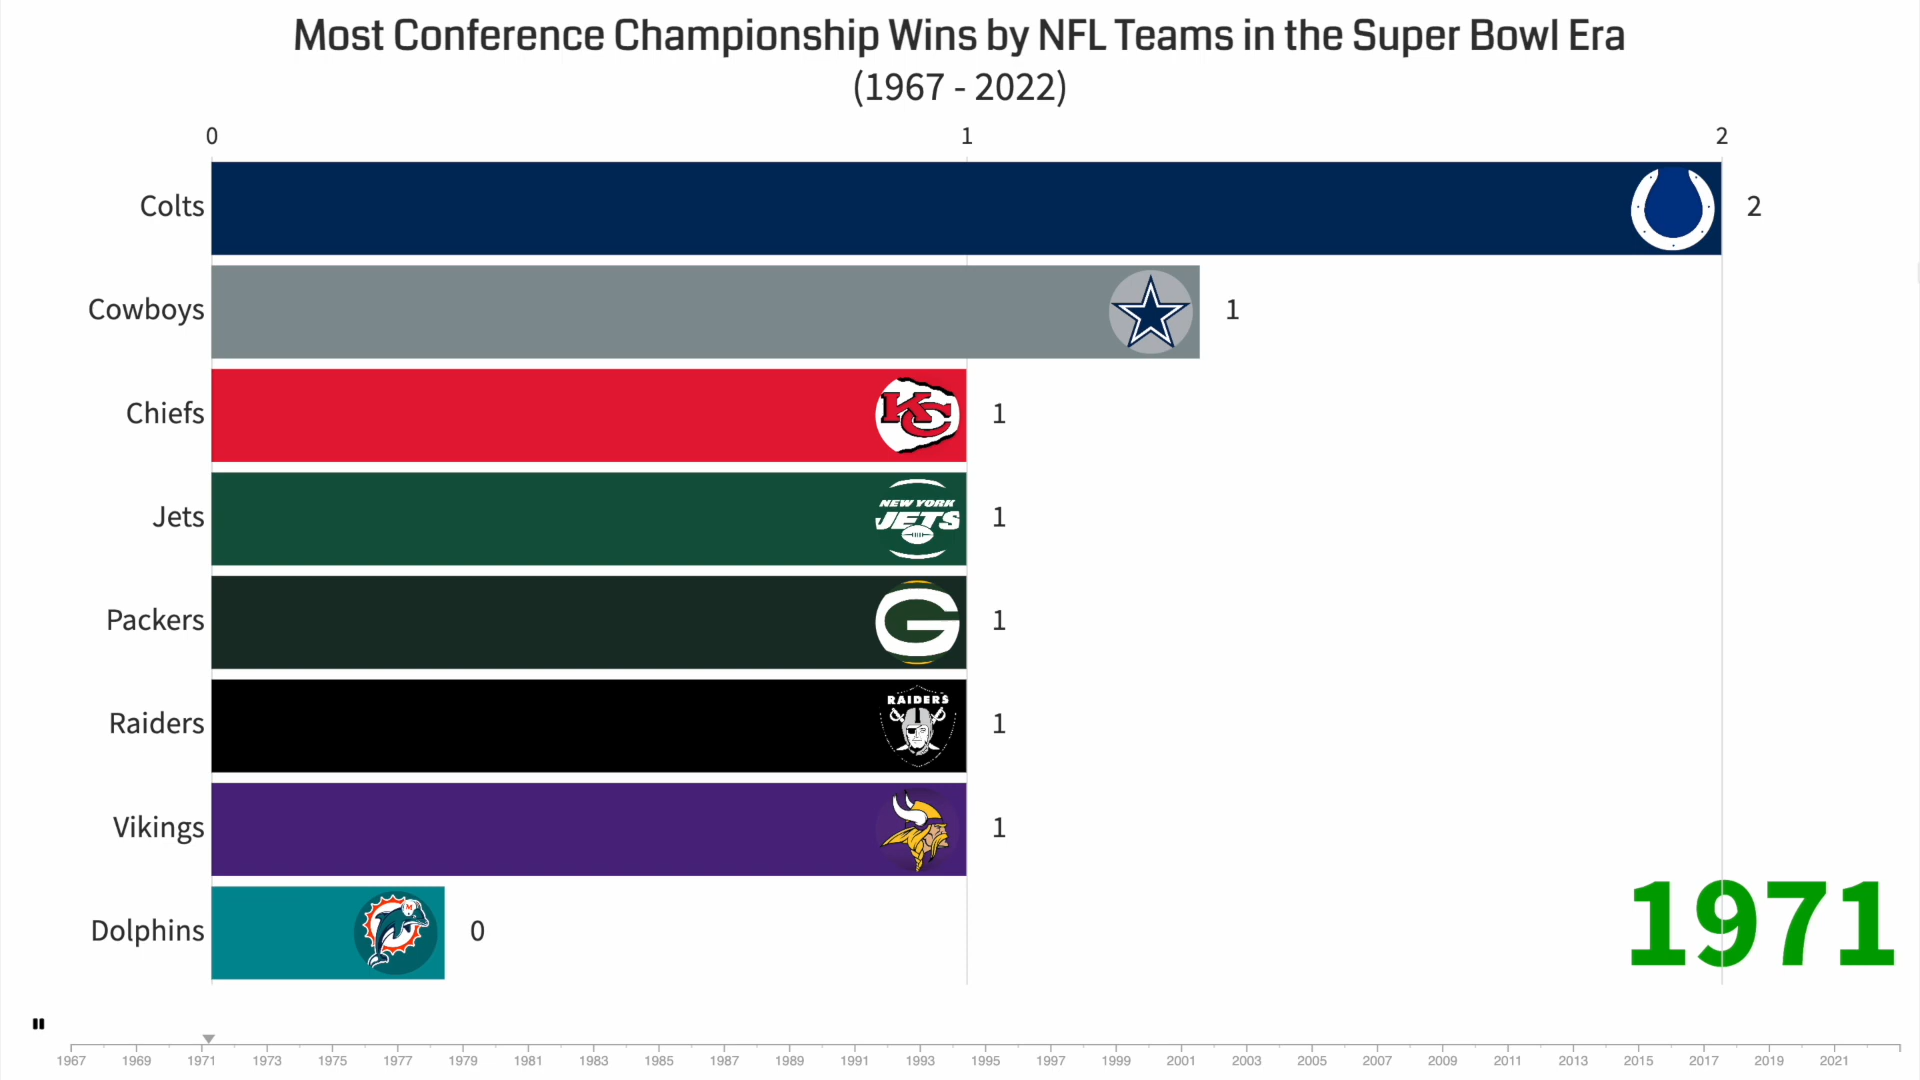 Most Conference Championship Wins by NFL Teams in the Super Bowl Era
(1967 - 2022)
0 1 2
Colts 2
Cowboys 1
Chiefs KC 1
Jets NEW YORK JETS 1
Packers G 1
Raiders RAIDERS 1
Vikings 1
Dolphins M 0
1971
1967 1969 1971 1973 1975 1977 1979 1981 1983 1985 1987 1989 1991 1993 1995 1997 1999 2001 2003 2005 2007 2009 2011 2013 2015 2017 2019 2021